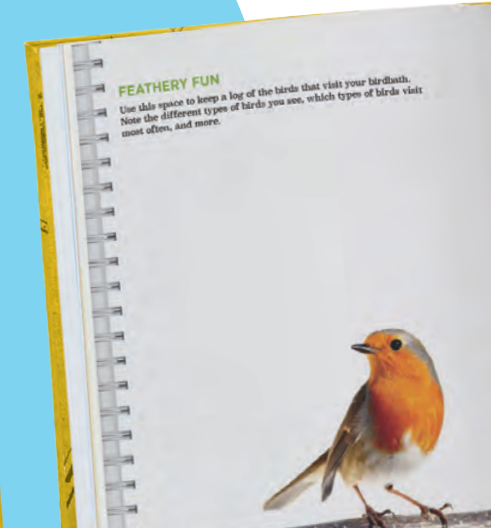 FEATHERY FUN
Use this space to keep a log of the birds that visit your birdbath.
Note the different types of birds you see, which types of birds visit
most often, and more.